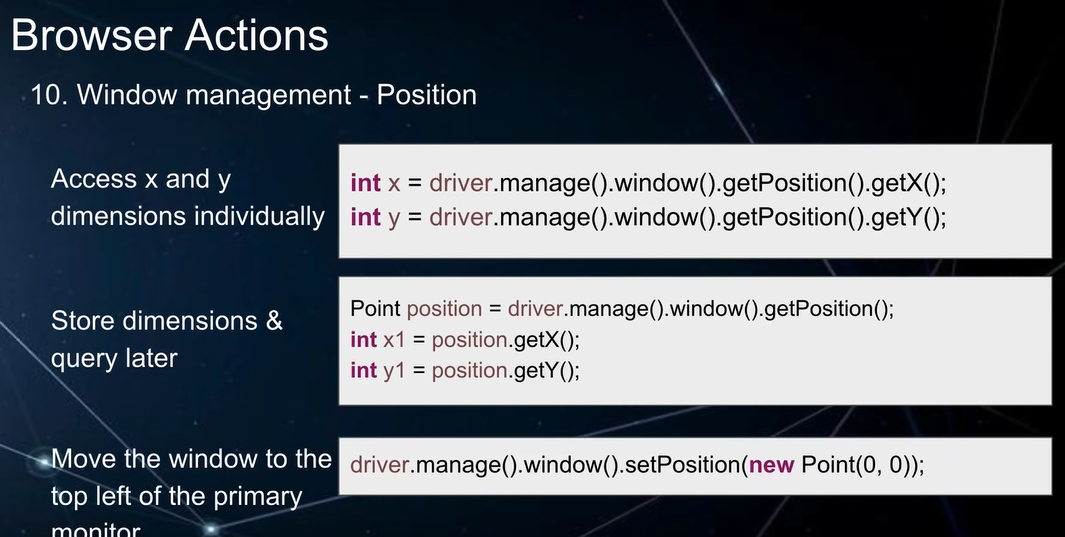 Browser Actions
10. Window management - Position
Access x and y
dimensions individually
int x = driver.manage().window().getPosition().getX();
int y = driver.manage().window().getPosition().getY();
Store dimensions &
query later
Point position = driver.manage().window().getPosition();
int x1 = position.getX();
int y1 = position.getY();
Move the window to the
top left of the primary
monitor
driver.manage().window().setPosition(new Point(0, 0));